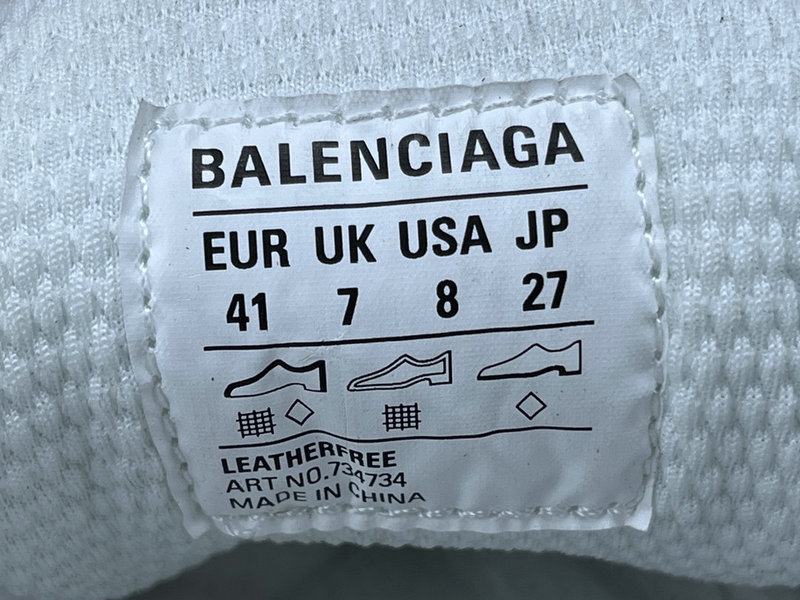 BALENCIAGA
EUR UK USA JP
41 7 8 27
LEATHERFREE
ART NO.734734
MADE IN CHINA